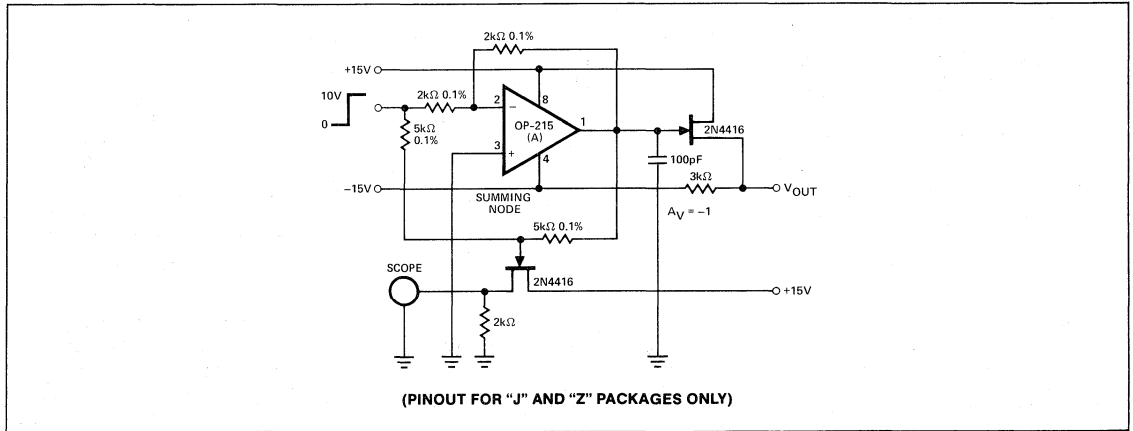 2kΩ 0.1%
+15V
10V
0
2kΩ 0.1%
2
8
−
OP-215
(A)
1
3
+
4
5kΩ
0.1%
2N4416
100pF
3kΩ
−15V
SUMMING
NODE
VOUT
AV = −1
5kΩ 0.1%
SCOPE
2N4416
+15V
2kΩ
(PINOUT FOR “J” AND “Z” PACKAGES ONLY)